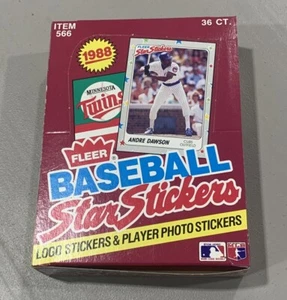 ITEM
566
36 CT.
1988
MINNESOTA
Twins
FLEER
Star Stickers
ANDRE DAWSON
FLEER
BASEBALL
Star Stickers
LOGO STICKERS & PLAYER PHOTO STICKERS